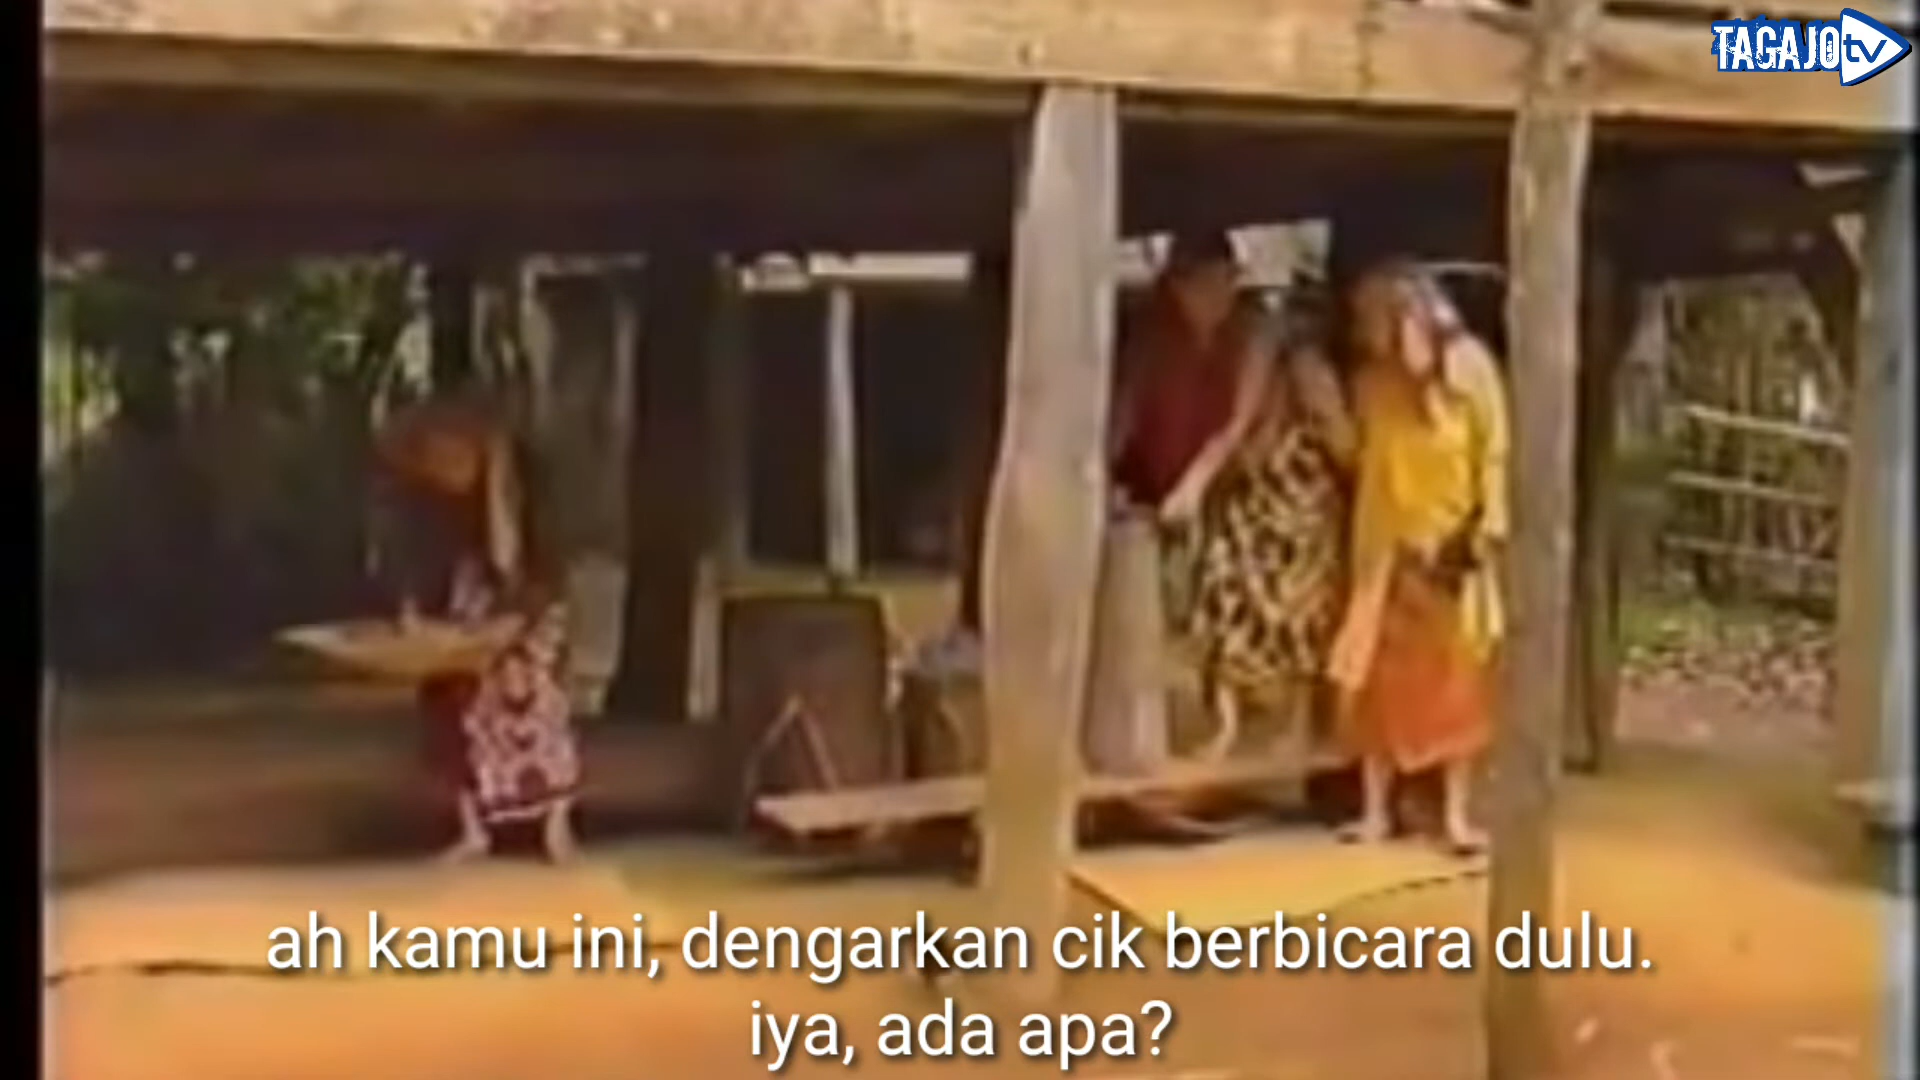 TAGAJO tv
ah kamu ini, dengarkan cik berbicara dulu.
iya, ada apa?